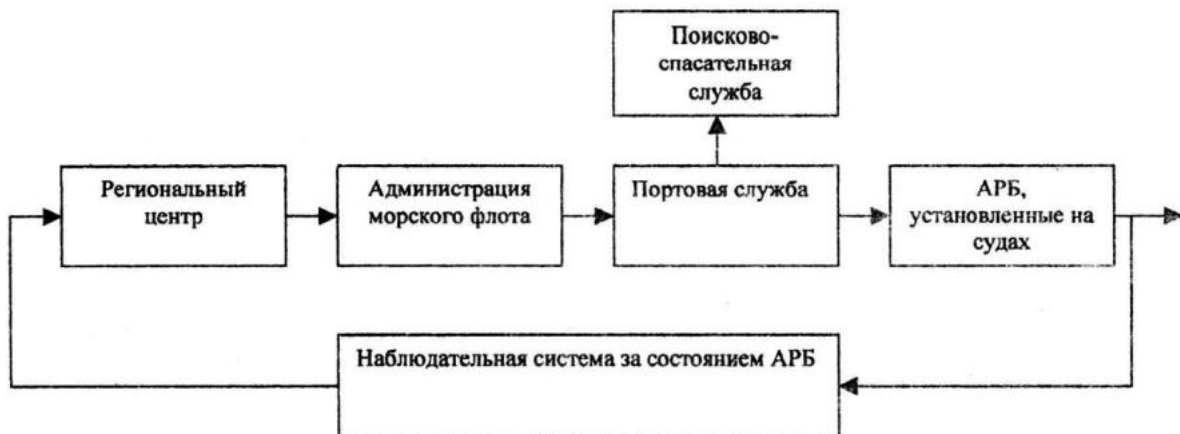 Поисково-
спасательная
служба
Региональный
центр
Администрация
морского флота
Портовая служба
АРБ,
установленные на
судах
Наблюдательная система за состоянием АРБ